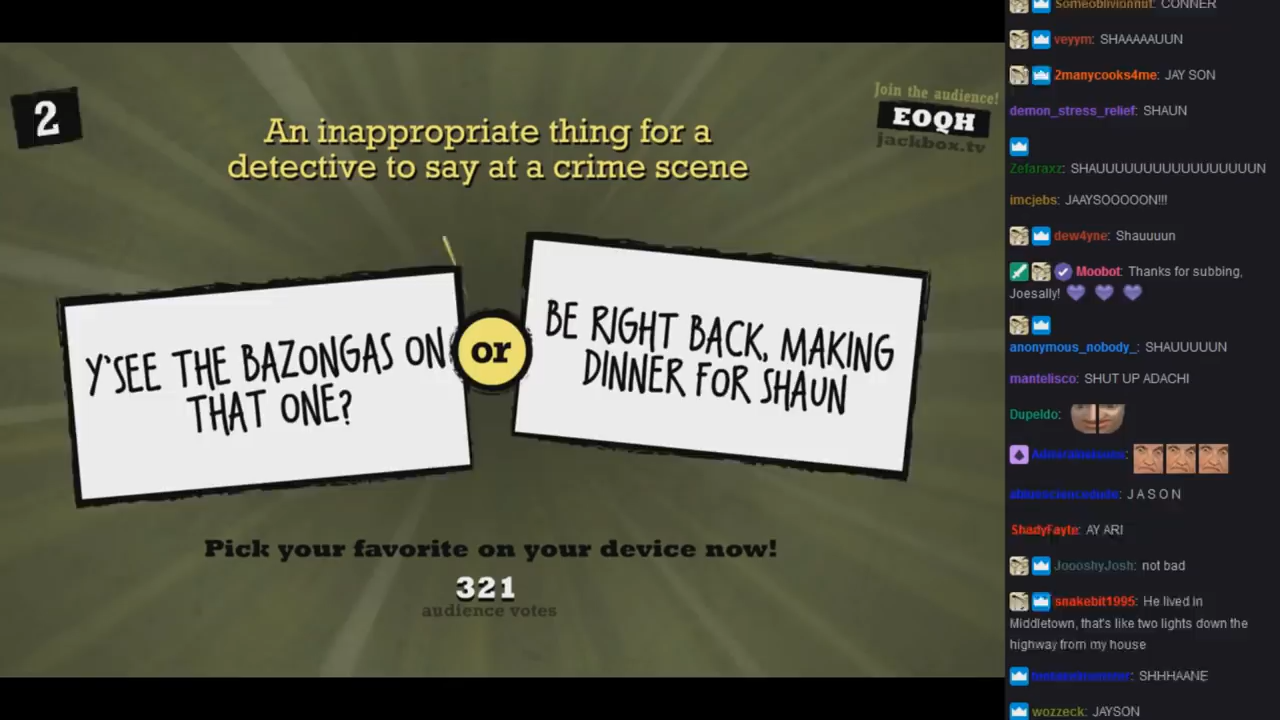 2
An inappropriate thing for a
detective to say at a crime scene
Join the audience!
EOQH
jackbox.tv
Y'SEE THE BAZONGAS ON
THAT ONE?
or
BE RIGHT BACK, MAKING
DINNER FOR SHAUN
Pick your favorite on your device now!
321
audience votes
Someoblivionnut: CONNER
veyym: SHAAAAAUUN
2manycooks4me: JAY SON
demon_stress_relief: SHAUN
Zefaraxz: SHAUUUUUUUUUUUUUUUUUN
imcjebs: JAAYSOOOOON!!!
dew4yne: Shauuuun
Moobot: Thanks for subbing,
Joesally!
anonymous_nobody_: SHAUUUUUN
mantelisco: SHUT UP ADACHI
Dupeldo:
J A S O N
ShadyFayte: AY ARI
JoooshyJosh: not bad
snakebit1995: He lived in
Middletown, that's like two lights down the
highway from my house
SHHHAANE
wozzeck: JAYSON